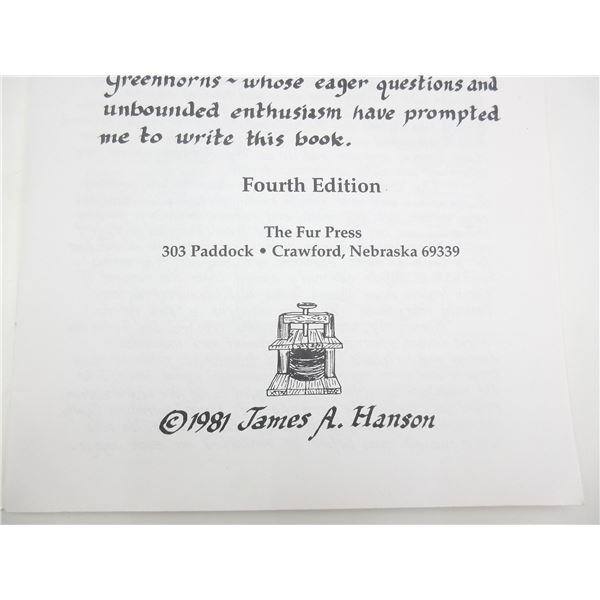 Greenhorns ~ whose eager questions and
unbounded enthusiasm have prompted
me to write this book.
Fourth Edition
The Fur Press
303 Paddock • Crawford, Nebraska 69339
©1981 James A. Hanson